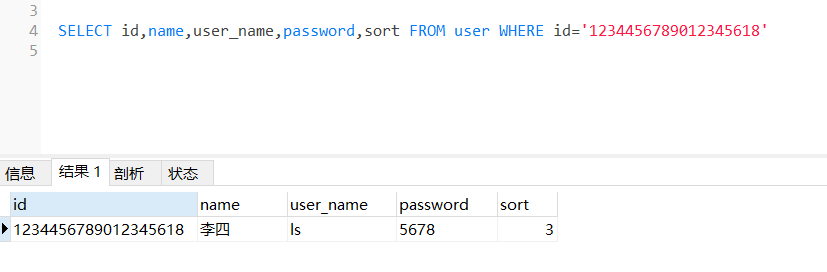 3
4 SELECT id,name,user_name,password,sort FROM user WHERE id='1234456789012345618'
5
信息 结果 1 剖析 状态
id name user_name password sort
1234456789012345618 李四 ls 5678 3